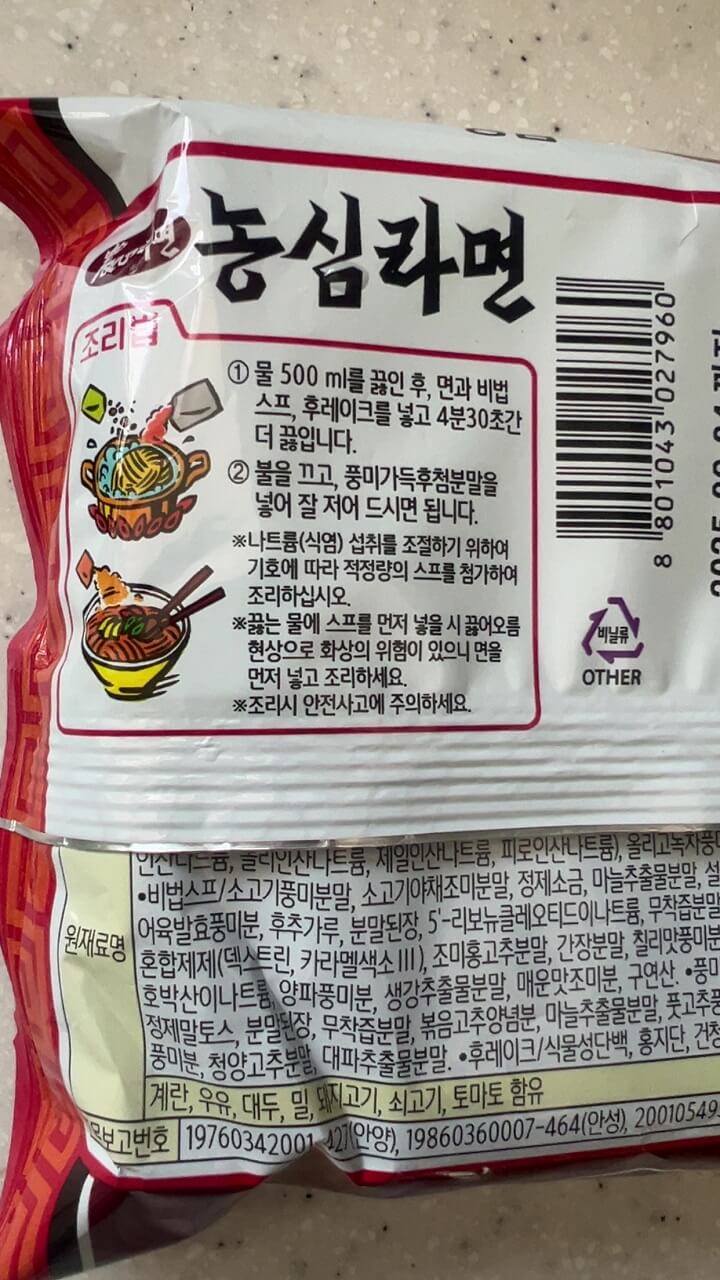 농심라면
조리법
① 물 500 ml를 끓인 후, 면과 비법
스프, 후레이크를 넣고 4분30초간
더 끓입니다.
② 불을 끄고, 풍미가득후첨분말을
넣어 잘 저어 드시면 됩니다.
※나트륨(식염) 섭취를 조절하기 위하여
기호에 따라 적정량의 스프를 첨가하여
조리하십시오.
※끓는 물에 스프를 먼저 넣을 시 끓어오름
현상으로 화상의 위험이 있으니 면을
먼저 넣고 조리하세요.
※조리시 안전사고에 주의하세요.
8 801043 027960
비닐류
OTHER
원재료명
인산나트륨, 폴리인산나트륨, 제일인산나트륨, 피로인산나트륨), 올리고녹차풍미
•비법스프/소고기풍미분말, 소고기야채조미분말, 정제소금, 마늘추출물분말, 설
어육발효풍미분, 후추가루, 분말된장, 5'-리보뉴클레오티드이나트륨, 무착즙분말
혼합제제(덱스트린, 카라멜색소III), 조미홍고추분말, 간장분말, 칠리맛풍미분
호박산이나트륨, 양파풍미분, 생강추출물분말, 매운맛조미분, 구연산. •풍미
정제말토스, 분말된장, 무착즙분말, 볶음고추양념분, 마늘추출물분말, 풋고추풍
풍미분, 청양고추분말, 대파추출물분말. •후레이크/식물성단백, 홍지단, 건청
계란, 우유, 대두, 밀, 돼지고기, 쇠고기, 토마토 함유
목보고번호 19760342001-427(안양), 19860360007-464(안성), 20010549